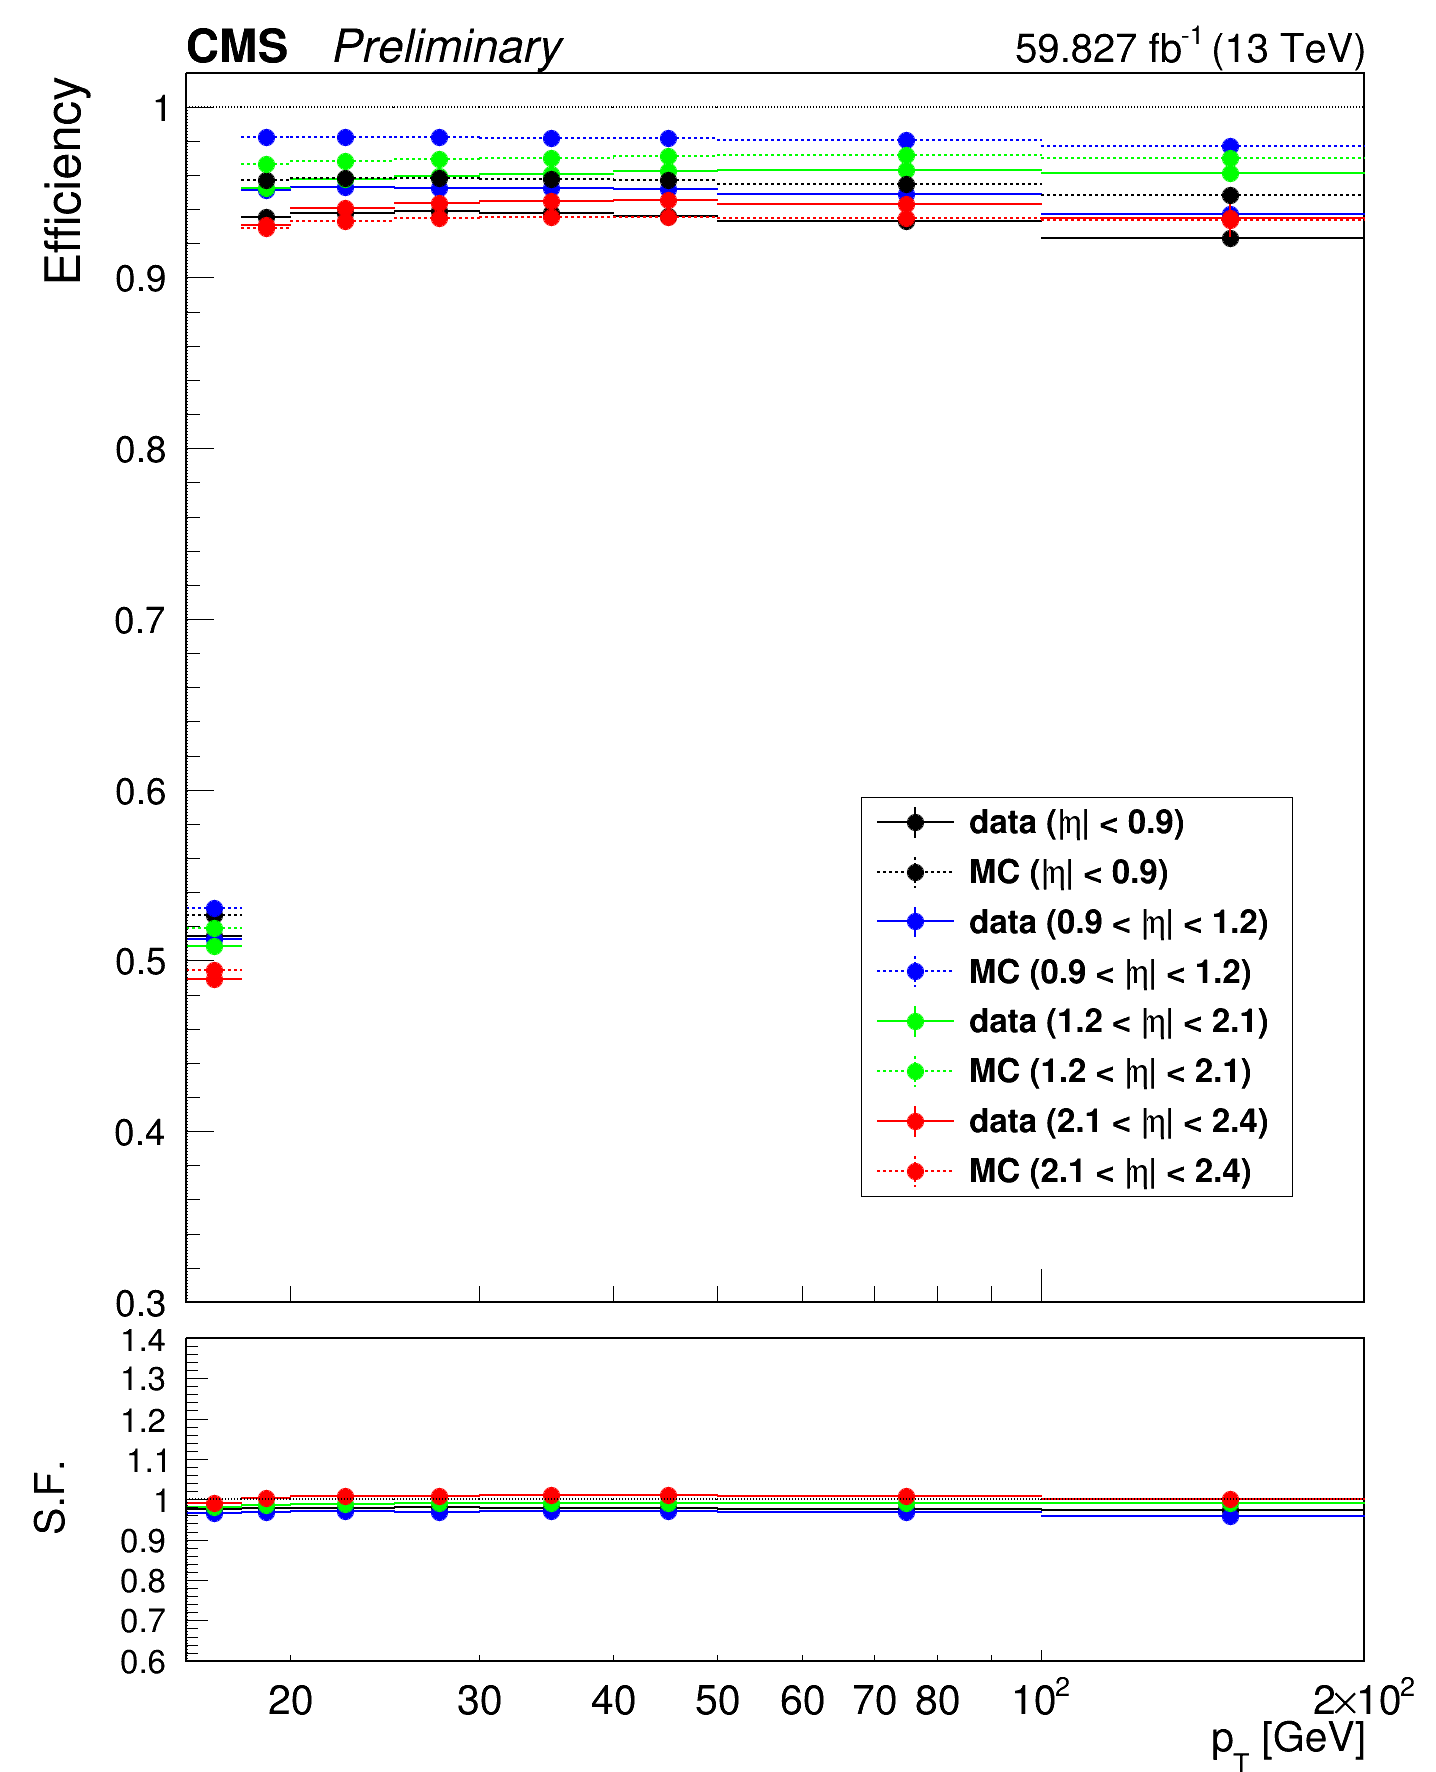 CMS Preliminary 59.827 fb⁻¹ (13 TeV)
Efficiency
1
0.9
0.8
0.7
0.6
0.5
0.4
0.3
data (|η| < 0.9)
MC (|η| < 0.9)
data (0.9 < |η| < 1.2)
MC (0.9 < |η| < 1.2)
data (1.2 < |η| < 2.1)
MC (1.2 < |η| < 2.1)
data (2.1 < |η| < 2.4)
MC (2.1 < |η| < 2.4)
S.F.
1.4
1.3
1.2
1.1
1
0.9
0.8
0.7
0.6
20 30 40 50 60 70 80 10² 2×10²
p_T [GeV]